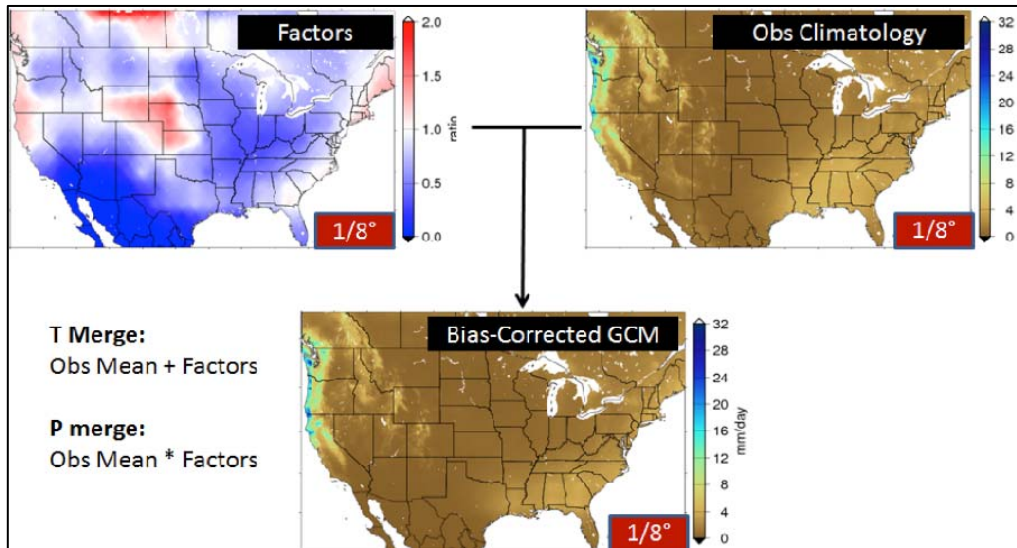 Factors
2.0
1.5
1.0
0.5
0.0
ratio
1/8°
Obs Climatology
32
28
24
20
16
12
8
4
0
1/8°
T Merge:
Obs Mean + Factors
P merge:
Obs Mean * Factors
Bias-Corrected GCM
32
28
24
20
16
12
8
4
0
mm/day
1/8°